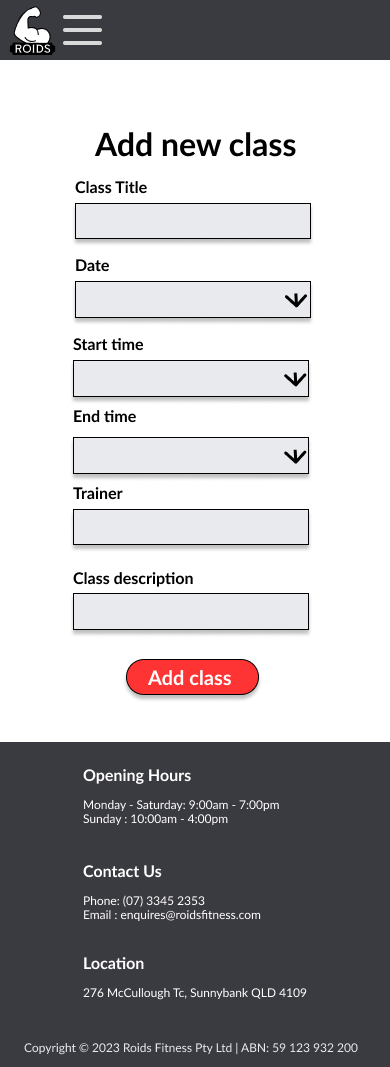 ROIDS
Add new class
Class Title
Date
Start time
End time
Trainer
Class description
Add class
Opening Hours
Monday - Saturday: 9:00am - 7:00pm
Sunday : 10:00am - 4:00pm
Contact Us
Phone: (07) 3345 2353
Email : enquires@roidsfitness.com
Location
276 McCullough Tc, Sunnybank QLD 4109
Copyright © 2023 Roids Fitness Pty Ltd | ABN: 59 123 932 200